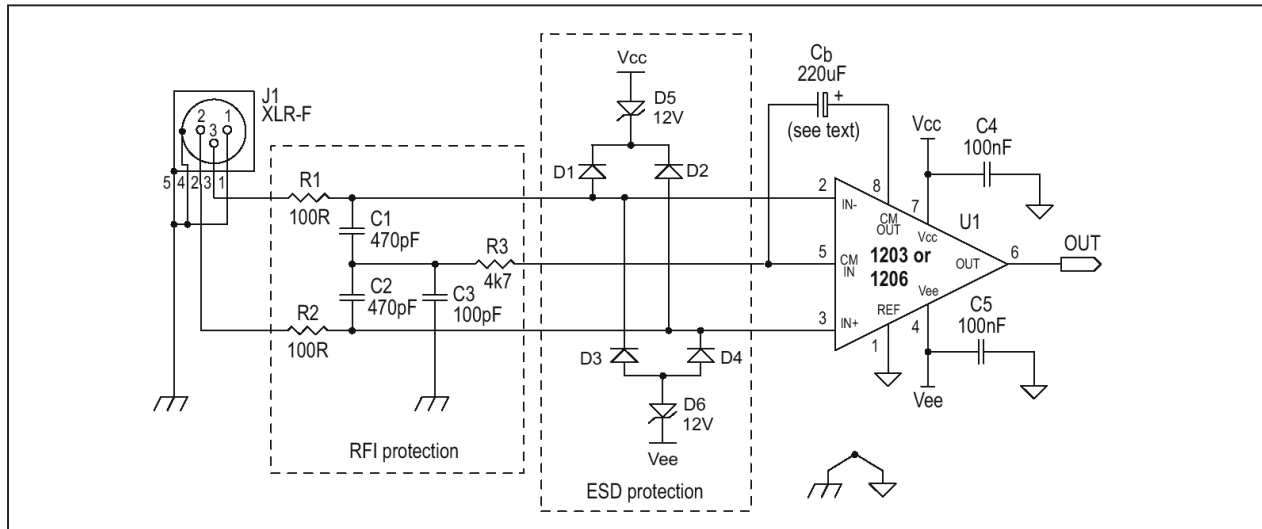 J1
XLR-F
2
3
1
5
4
2
3
1
R1
100R
C1
470pF
R3
4k7
C2
470pF
C3
100pF
R2
100R
RFI protection
Vcc
D5
12V
D1
D2
D3
D4
D6
12V
Vee
ESD protection
Cb
220uF
+
(see text)
Vcc
C4
100nF
2
IN-
8
CM
OUT
7
Vcc
U1
5
CM
IN
1203 or
1206
OUT
6
OUT
3
IN+
REF
1
Vee
4
C5
100nF
Vee